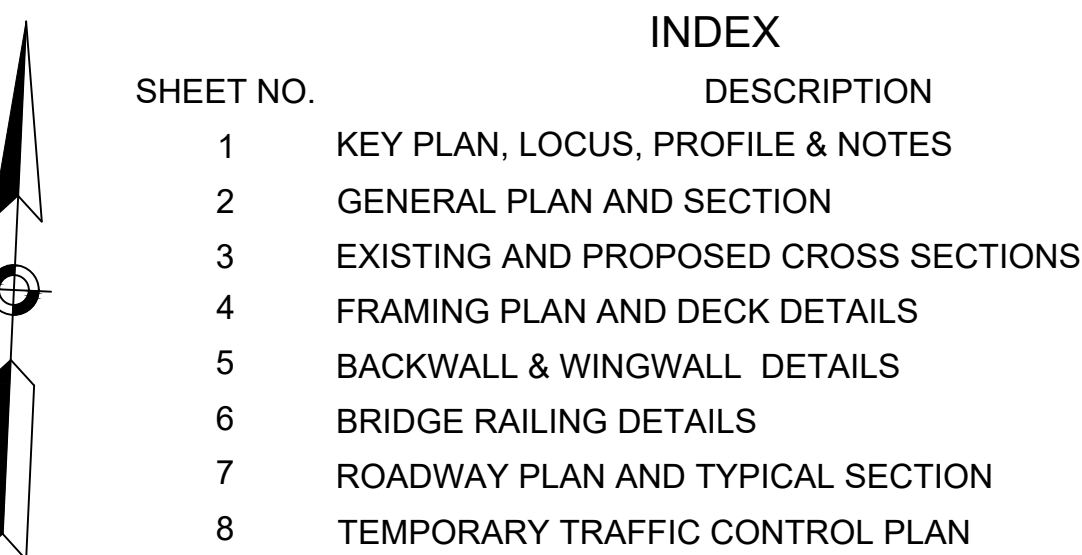 INDEX
SHEET NO. DESCRIPTION
1 KEY PLAN, LOCUS, PROFILE & NOTES
2 GENERAL PLAN AND SECTION
3 EXISTING AND PROPOSED CROSS SECTIONS
4 FRAMING PLAN AND DECK DETAILS
5 BACKWALL & WINGWALL DETAILS
6 BRIDGE RAILING DETAILS
7 ROADWAY PLAN AND TYPICAL SECTION
8 TEMPORARY TRAFFIC CONTROL PLAN